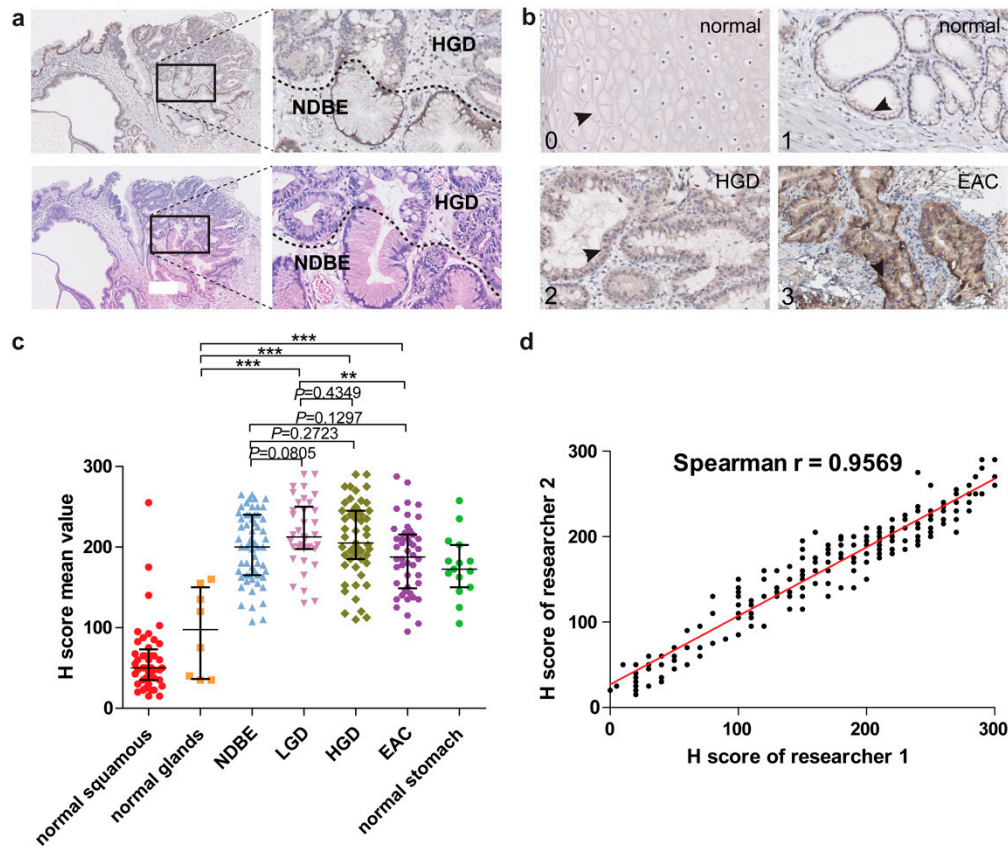 a
HGD
NDBE
HGD
NDBE
b
normal
0
normal
1
HGD
2
EAC
3
c
***
***
***
**
P=0.4349
P=0.1297
P=0.2723
P=0.0805
H score mean value
300
200
100
0
normal squamous
normal glands
NDBE
LGD
HGD
EAC
normal stomach
d
Spearman r = 0.9569
H score of researcher 2
300
200
100
0
0
100
200
300
H score of researcher 1